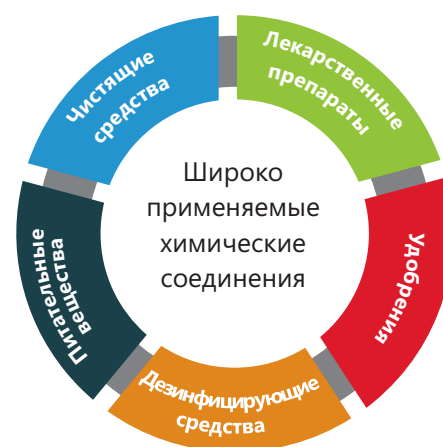 Чистящие
средства
Лекарственные
препараты
Широко
применяемые
химические
соединения
Питательные
вещества
Удобрения
Дезинфицирующие
средства